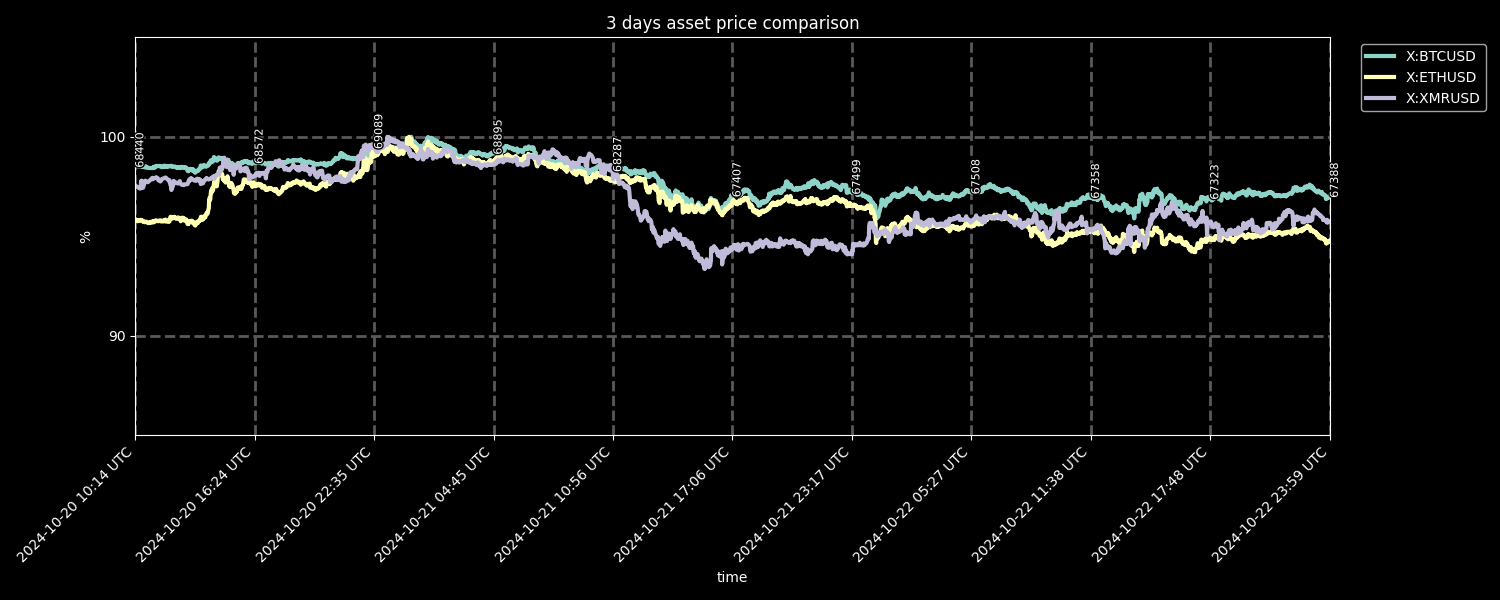 3 days asset price comparison
X:BTCUSD
X:ETHUSD
X:XMRUSD
100
90
%
68440
68572
69089
68895
68287
67407
67499
67508
67358
67323
67388
2024-10-20 10:14 UTC
2024-10-20 16:24 UTC
2024-10-20 22:35 UTC
2024-10-21 04:45 UTC
2024-10-21 10:56 UTC
2024-10-21 17:06 UTC
2024-10-21 23:17 UTC
2024-10-22 05:27 UTC
2024-10-22 11:38 UTC
2024-10-22 17:48 UTC
2024-10-22 23:59 UTC
time